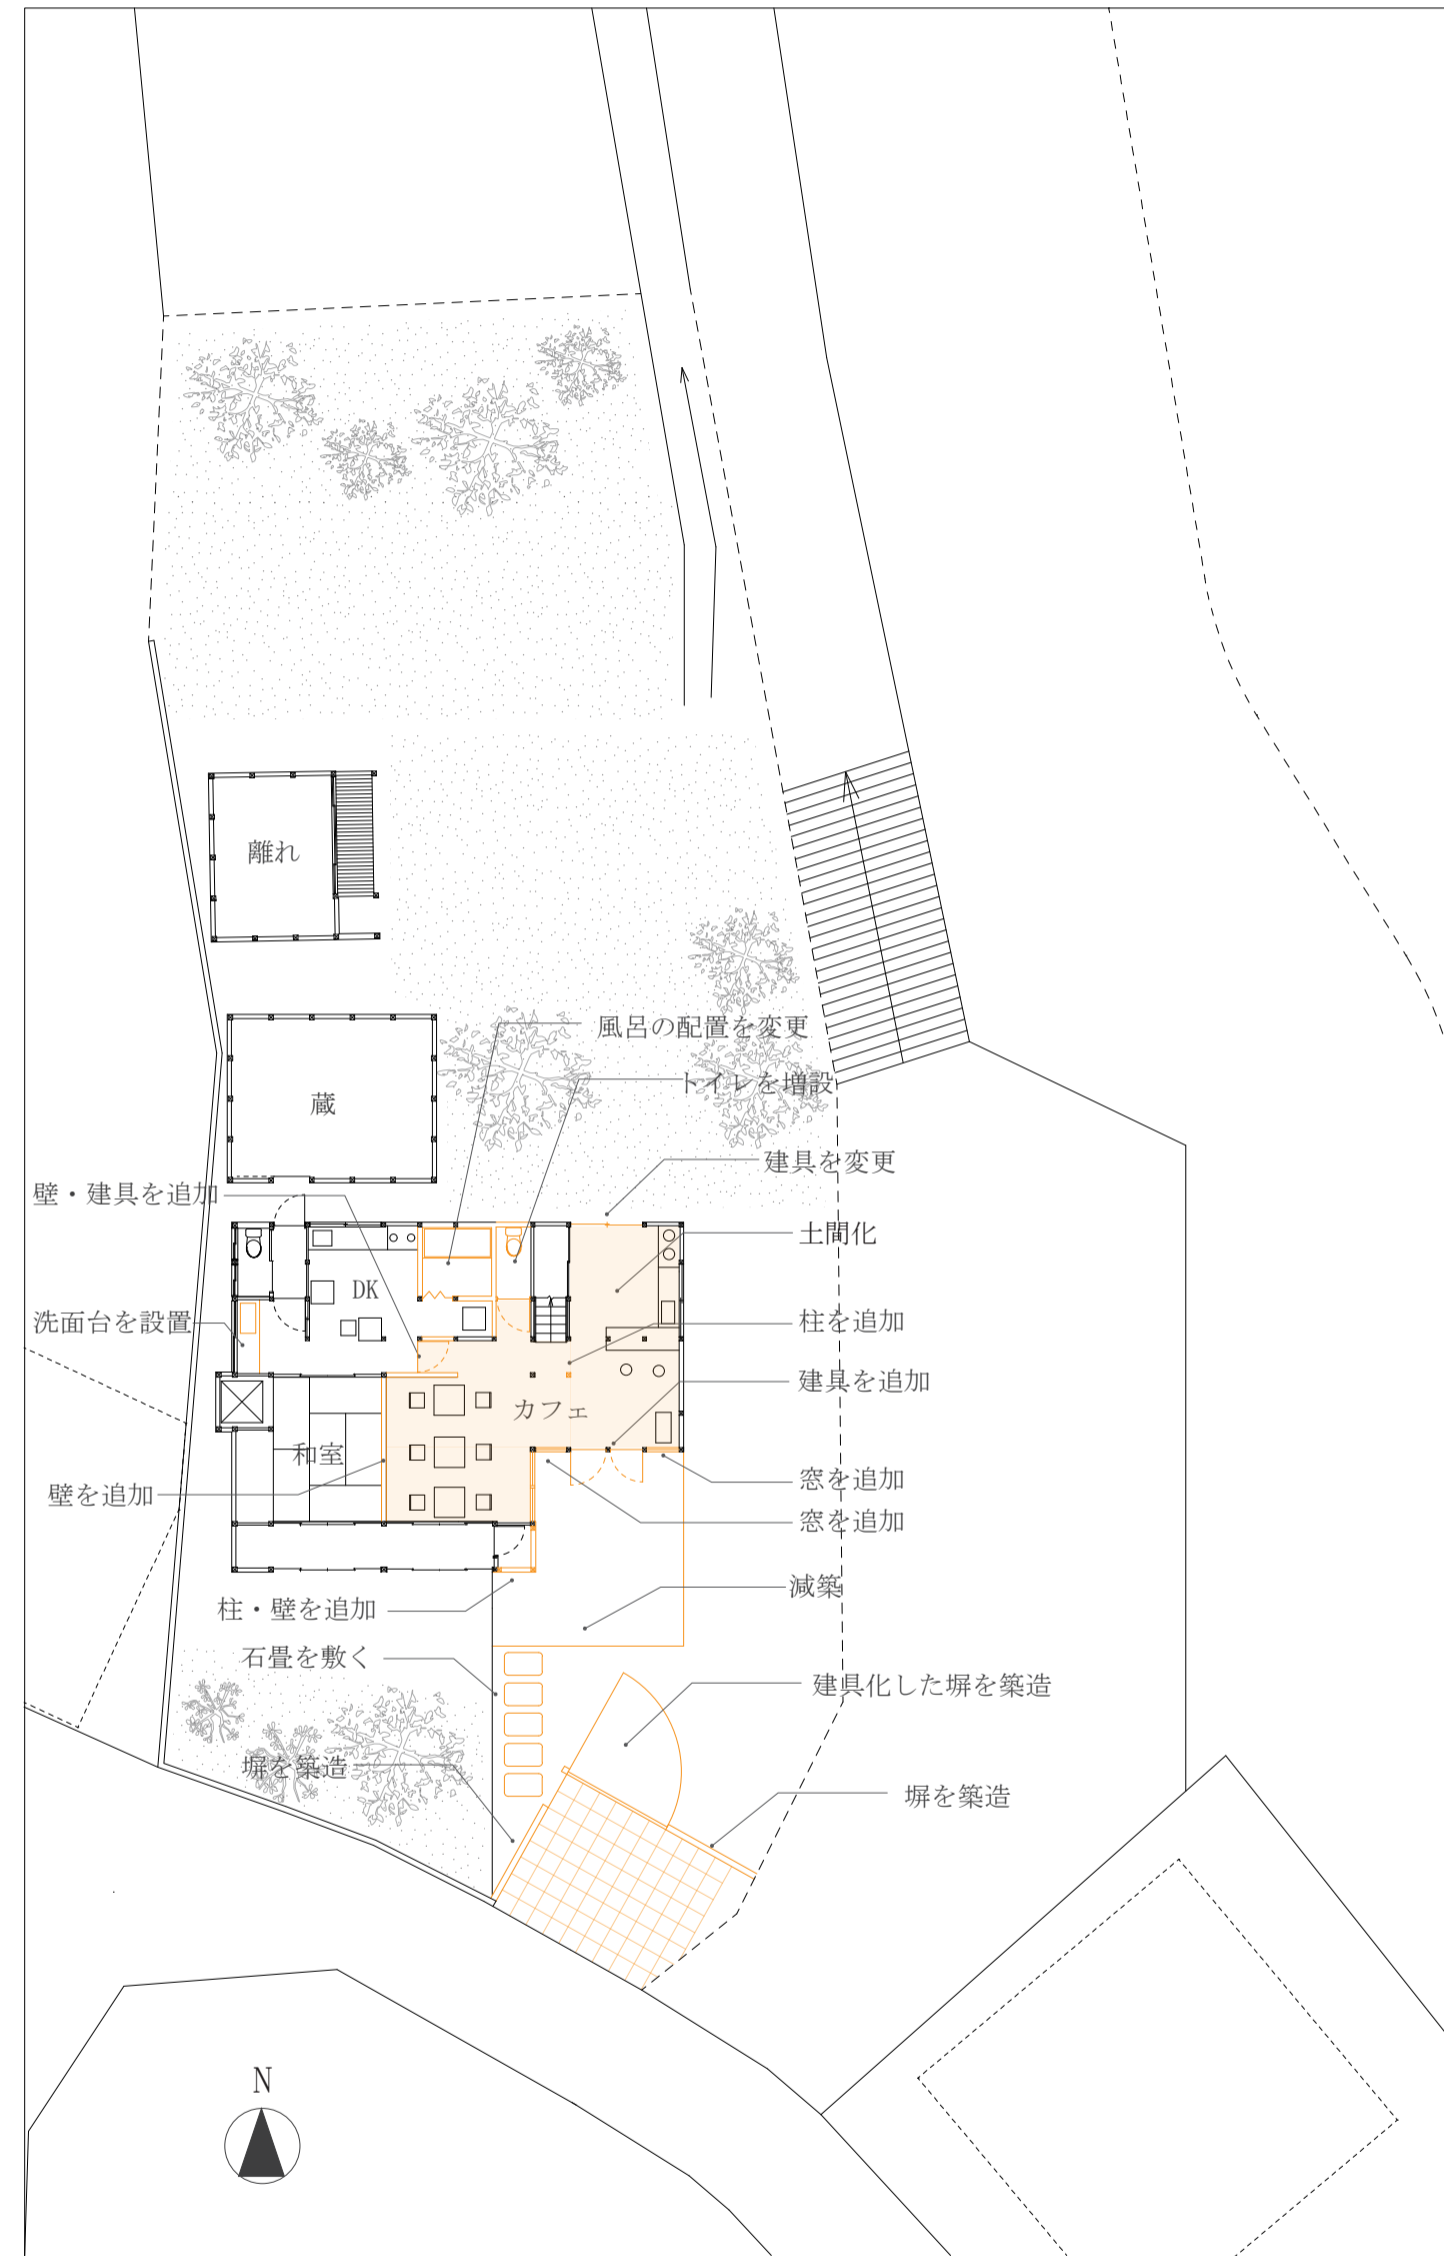 離れ
風呂の配置を変更
トイレを増設
蔵
建具を変更
壁・建具を追加
土間化
DK
洗面台を設置
柱を追加
建具を追加
カフェ
和室
窓を追加
壁を追加
窓を追加
減築
柱・壁を追加
石畳を敷く
建具化した塀を築造
塀を築造
塀を築造
N